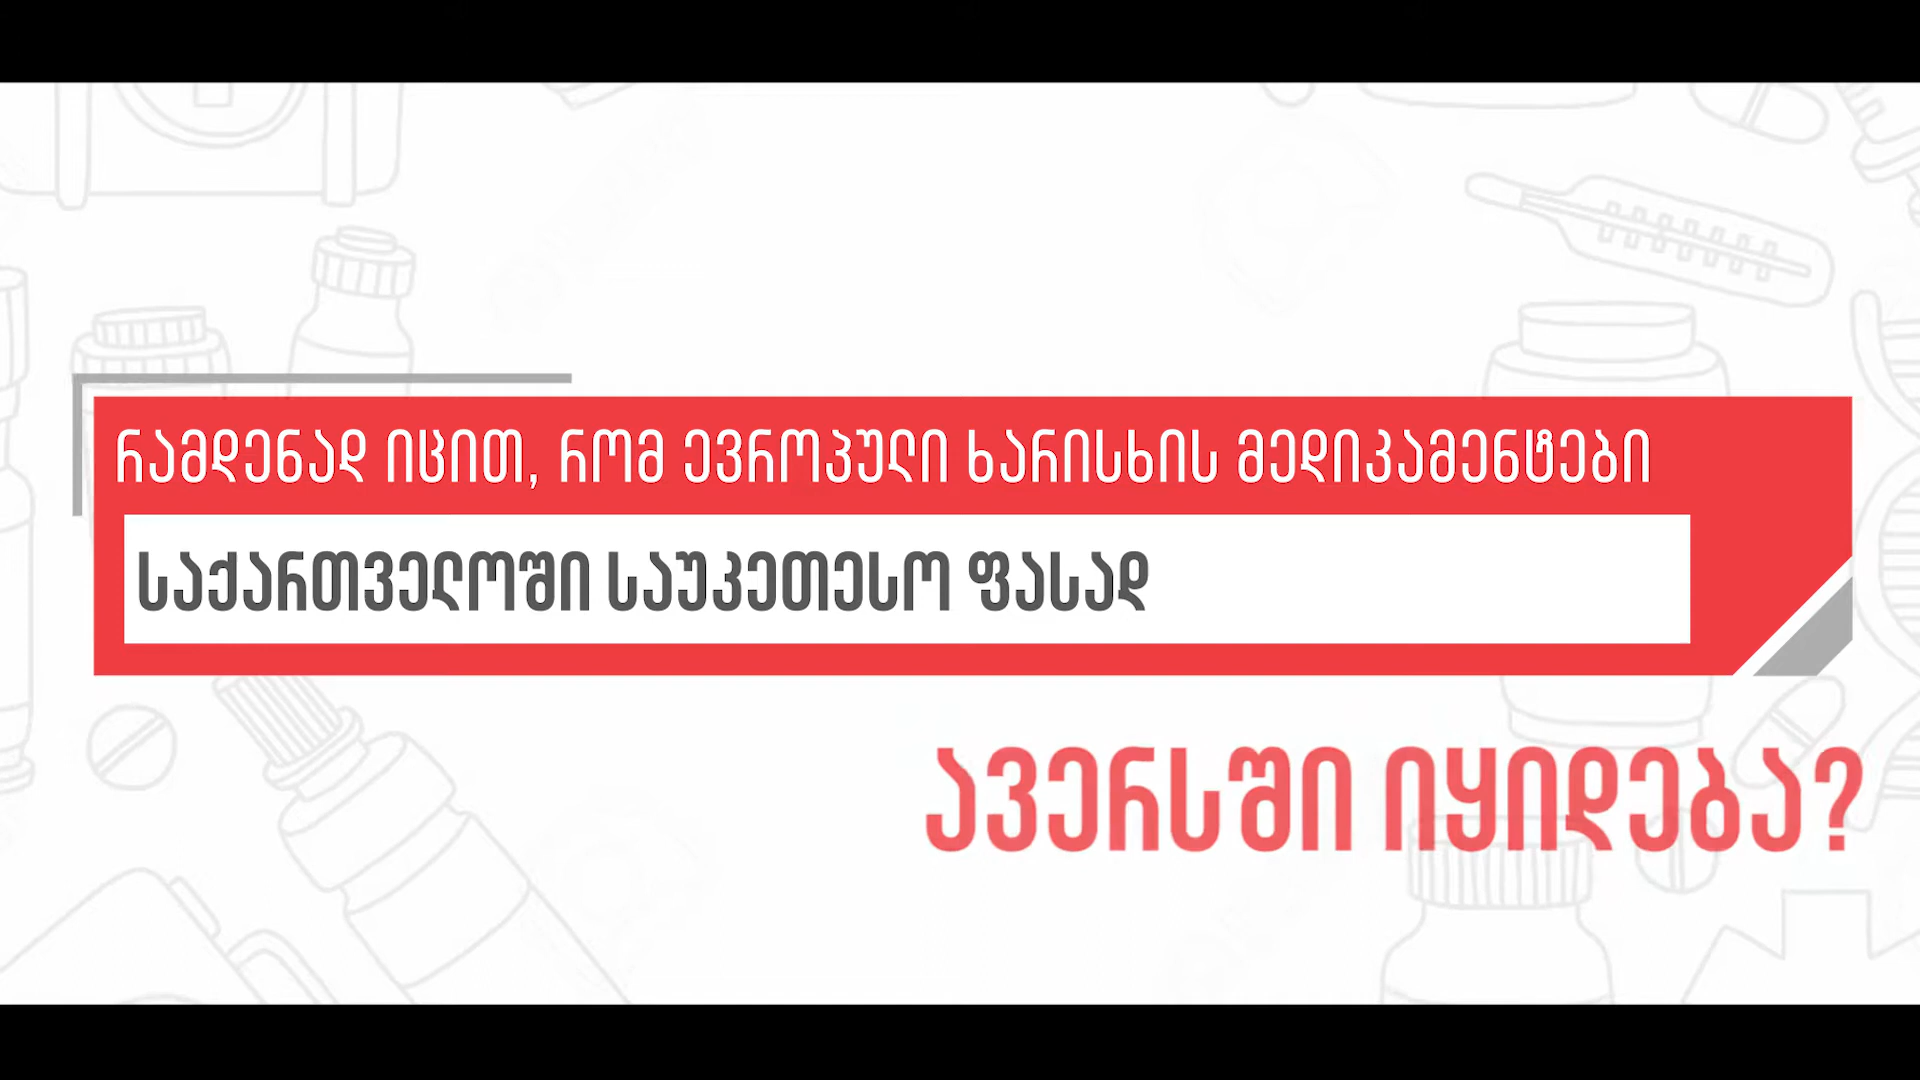 რამდენად იცით, რომ ევროპული ხარისხის მედიკამენტები
საქართველოში საუკეთესო ფასად
ავერსში იყიდება?